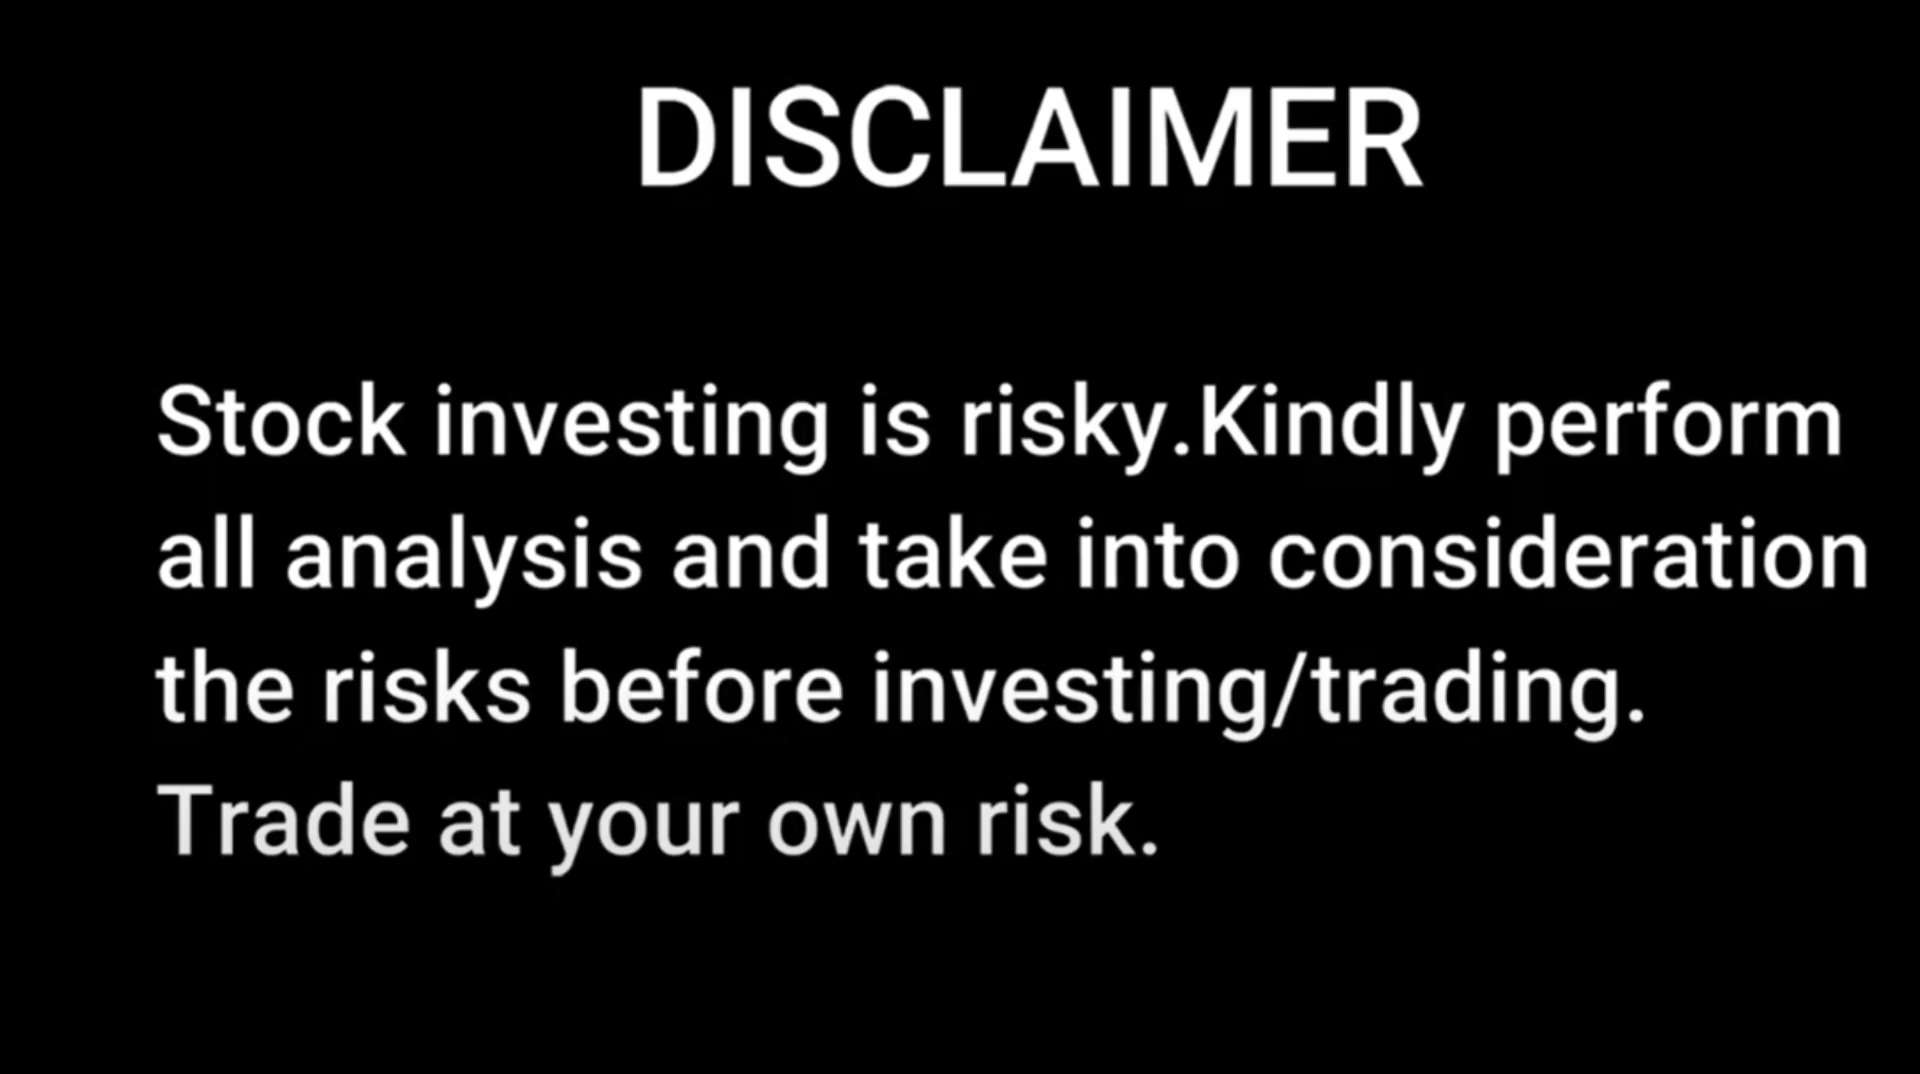 DISCLAIMER
Stock investing is risky.Kindly perform
all analysis and take into consideration
the risks before investing/trading.
Trade at your own risk.